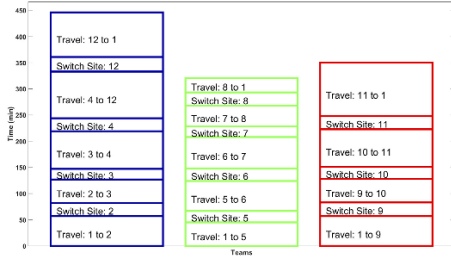 450
400
350
300
250
200
150
100
50
0
Time (min)
Travel: 12 to 1
Switch Site: 12
Travel: 4 to 12
Switch Site: 4
Travel: 3 to 4
Switch Site: 3
Travel: 2 to 3
Switch Site: 2
Travel: 1 to 2
Travel: 8 to 1
Switch Site: 8
Travel: 7 to 8
Switch Site: 7
Travel: 6 to 7
Switch Site: 6
Travel: 5 to 6
Switch Site: 5
Travel: 1 to 5
Travel: 11 to 1
Switch Site: 11
Travel: 10 to 11
Switch Site: 10
Travel: 9 to 10
Switch Site: 9
Travel: 1 to 9
Teams